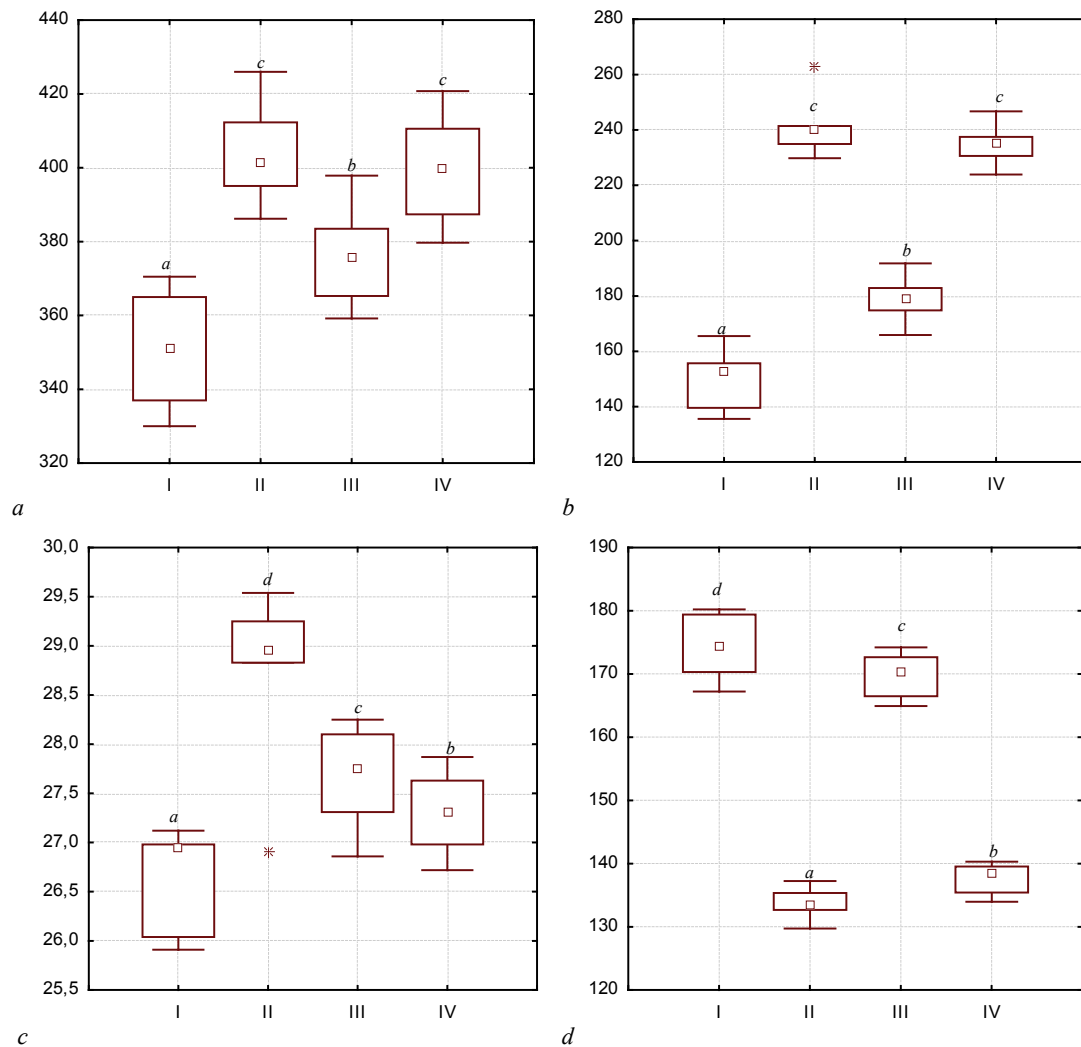 440
420
400
380
360
340
320
c
c
b
a
I II III IV
a
280
260
240
220
200
180
160
140
120
c
c
b
a
I II III IV
b
30,0
29,5
29,0
28,5
28,0
27,5
27,0
26,5
26,0
25,5
d
c
b
a
I II III IV
c
190
180
170
160
150
140
130
120
d
c
b
a
I II III IV
d